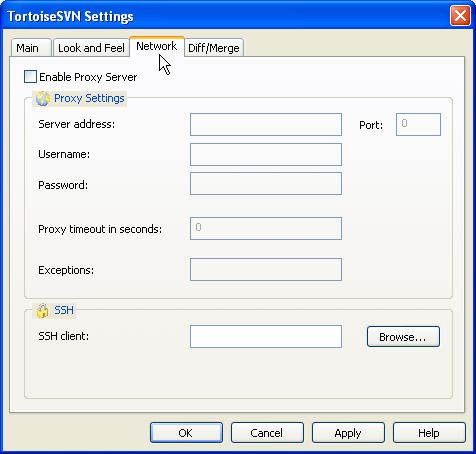 TortoiseSVN Settings
Main Look and Feel Network Diff/Merge
Enable Proxy Server
Proxy Settings
Server address: Port: 0
Username:
Password:
Proxy timeout in seconds: 0
Exceptions:
SSH
SSH client: Browse...
OK Cancel Apply Help